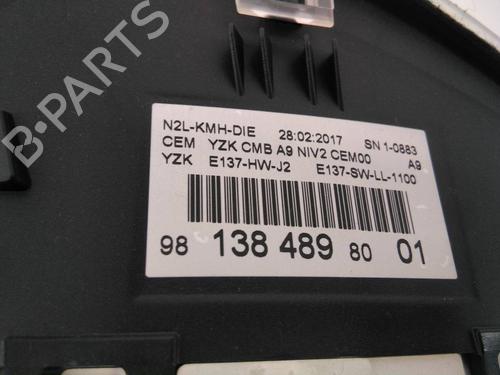 B-PARTS
N2L-KMH-DIE 28:02:2017 SN 1-0883
CEM YZK CMB A9 NIV2 CEM00 A9
YZK E137-HW-J2 E137-SW-LL-1100
98 138 489 80 01